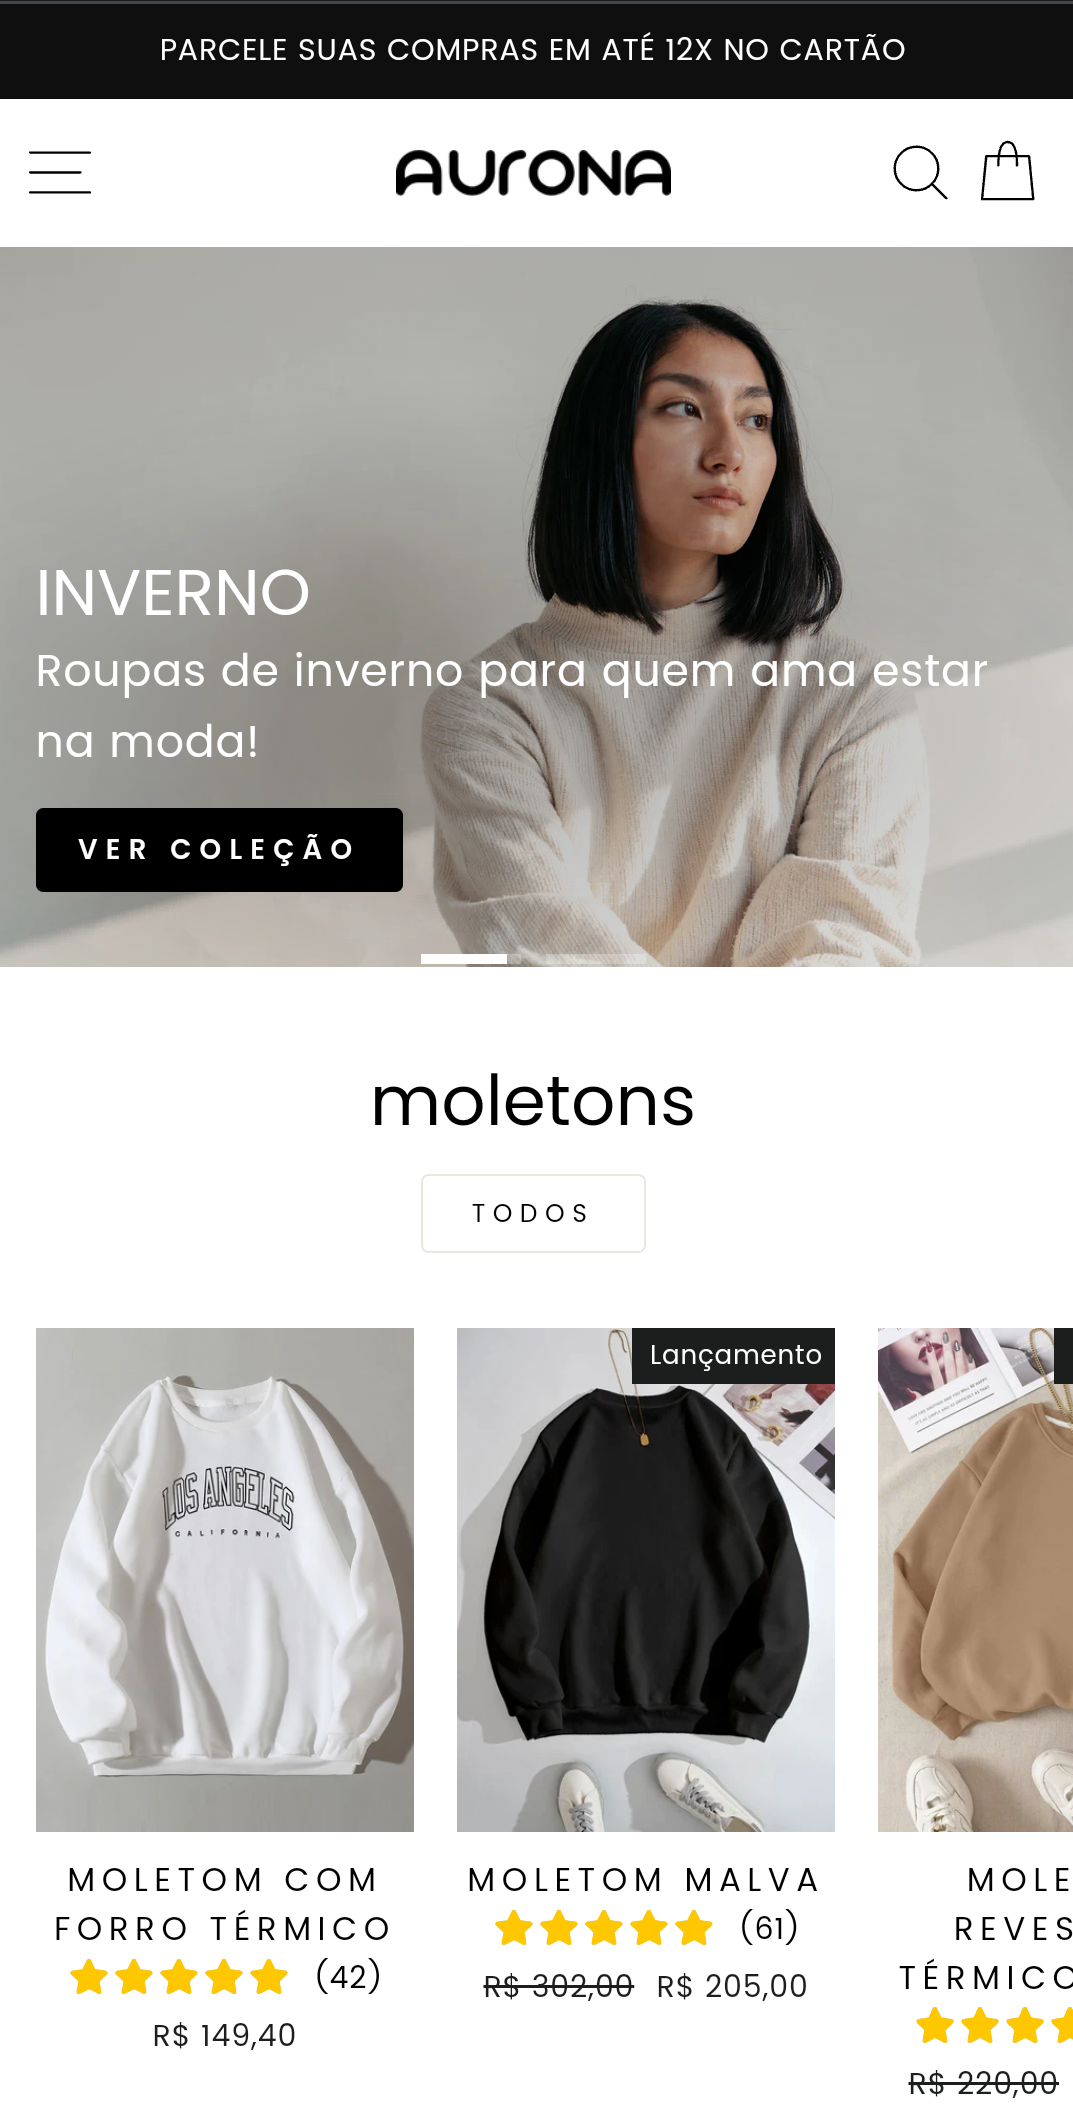 PARCELE SUAS COMPRAS EM ATÉ 12X NO CARTÃO
AURONA
INVERNO
Roupas de inverno para quem ama estar
na moda!
VER COLEÇÃO
moletons
TODOS
LOS ANGELES
CALIFORNIA
Lançamento
MOLETOM COM
FORRO TÉRMICO
(42)
R$ 149,40
MOLETOM MALVA
(61)
R$ 302,00 R$ 205,00
MOLE
REVES
TÉRMICO
R$ 220,00